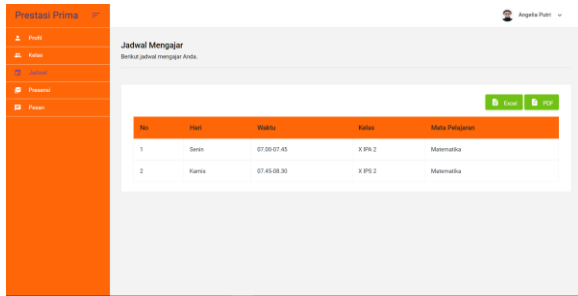 Prestasi Prima
Angelia Putri
Profil
Kelas
Jadwal
Presensi
Pesan
Jadwal Mengajar
Berikut jadwal mengajar Anda.
Excel PDF
No Hari Waktu Kelas Mata Pelajaran
1 Senin 07.00-07.45 X IPA 2 Matematika
2 Kamis 07.45-08.30 X IPS 2 Matematika